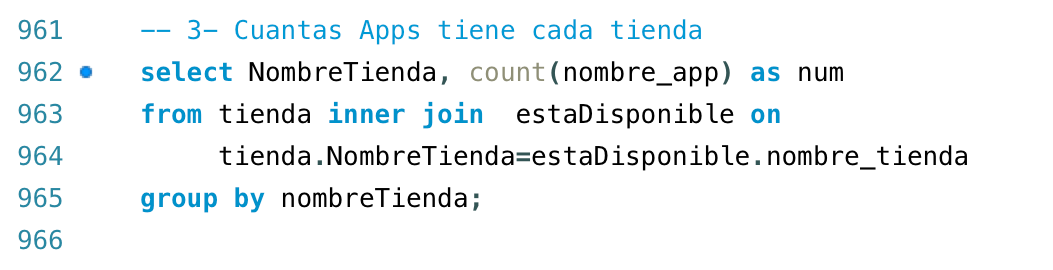 961 -- 3- Cuantas Apps tiene cada tienda
962 select NombreTienda, count(nombre_app) as num
963 from tienda inner join  estaDisponible on
964 tienda.NombreTienda=estaDisponible.nombre_tienda
965 group by nombreTienda;
966